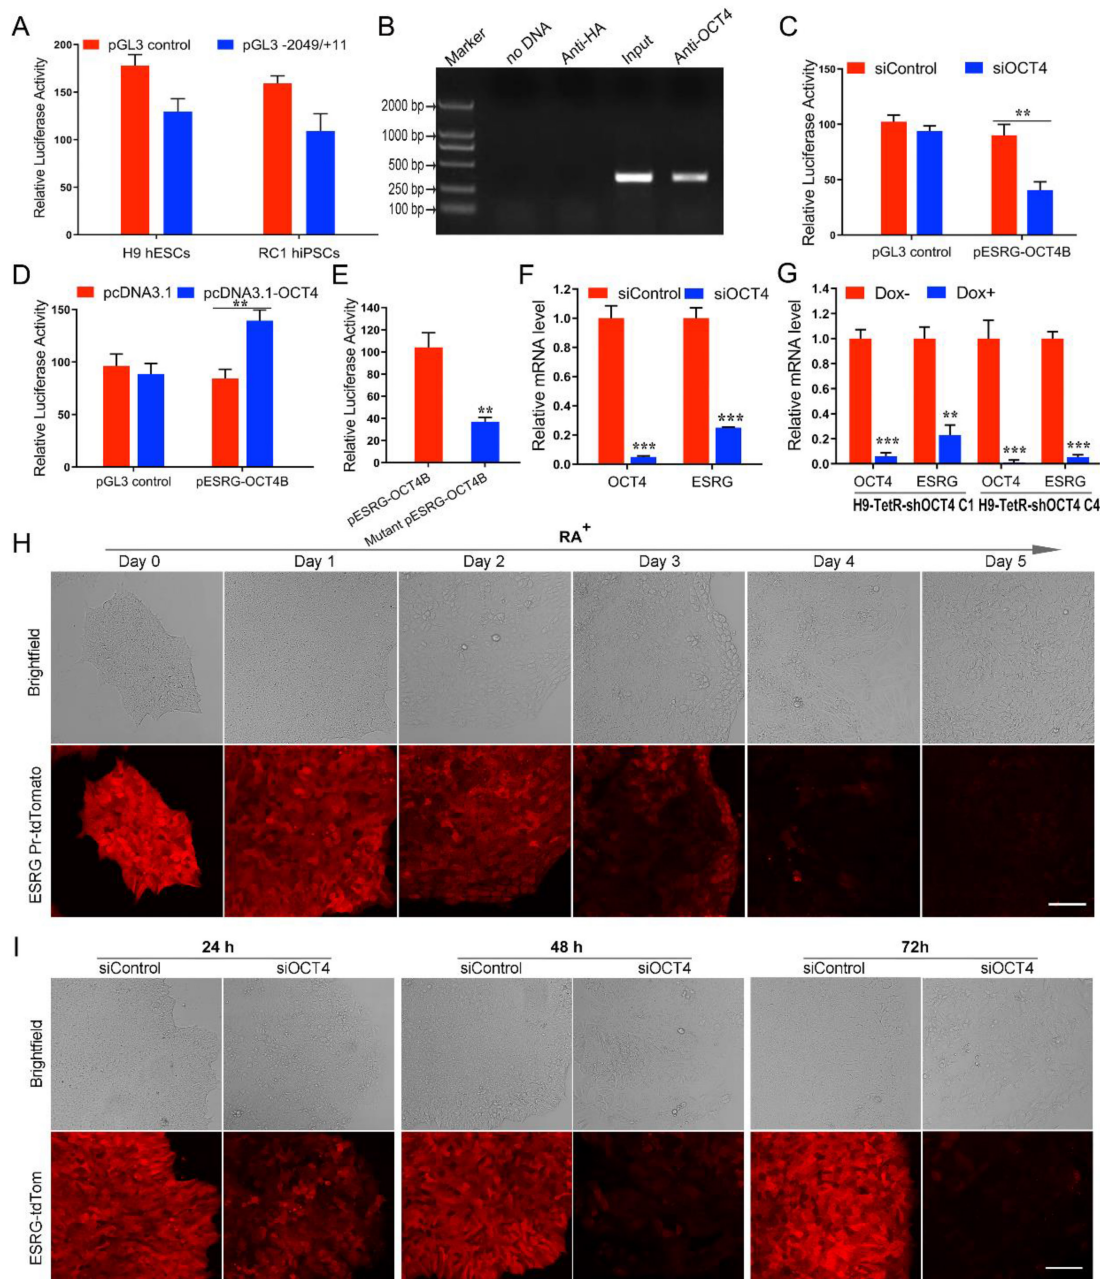 A
pGL3 control
pGL3 -2049/+11
Relative Luciferase Activity
200
150
100
50
0
H9 hESCs
RC1 hiPSCs
B
Marker
no DNA
Anti-HA
Input
Anti-OCT4
2000 bp
1000 bp
500 bp
250 bp
100 bp
C
siControl
siOCT4
Relative Luciferase Activity
150
100
50
0
**
pGL3 control
pESRG-OCT4B
D
pcDNA3.1
pcDNA3.1-OCT4
Relative Luciferase Activity
150
100
50
0
**
pGL3 control
pESRG-OCT4B
E
Relative Luciferase Activity
140
120
100
80
60
40
20
0
**
pESRG-OCT4B
Mutant pESRG-OCT4B
F
siControl
siOCT4
Relative mRNA level
1.2
1.0
0.8
0.6
0.4
0.2
0.0
***
***
OCT4
ESRG
G
Dox-
Dox+
Relative mRNA level
1.4
1.2
1.0
0.8
0.6
0.4
0.2
0.0
***
**
***
***
OCT4
ESRG
OCT4
ESRG
H9-TetR-shOCT4 C1
H9-TetR-shOCT4 C4
H
RA+
Day 0
Day 1
Day 2
Day 3
Day 4
Day 5
Brightfield
ESRG Pr-tdTomato
I
24 h
48 h
72h
siControl
siOCT4
siControl
siOCT4
siControl
siOCT4
Brightfield
ESRG-tdTom